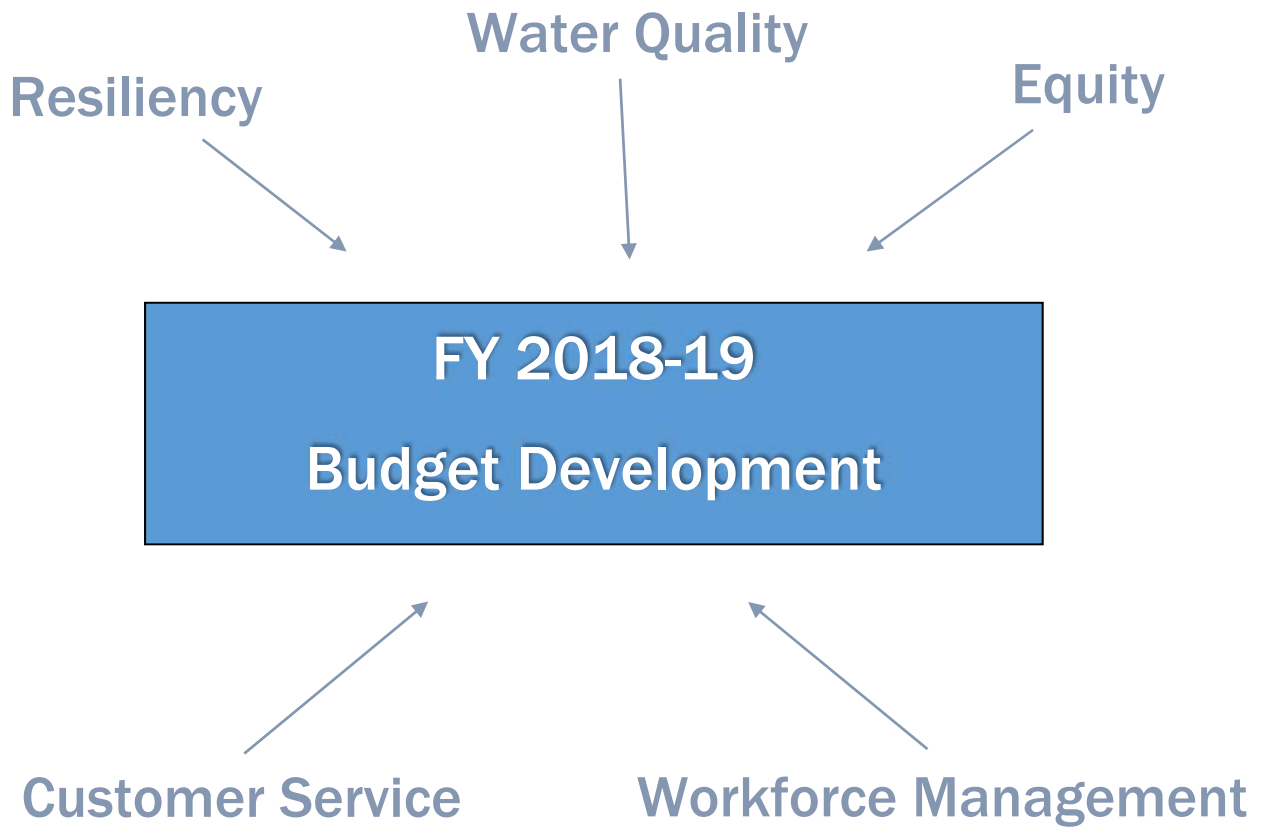 Water Quality
Resiliency
Equity
FY 2018-19
Budget Development
Customer Service
Workforce Management